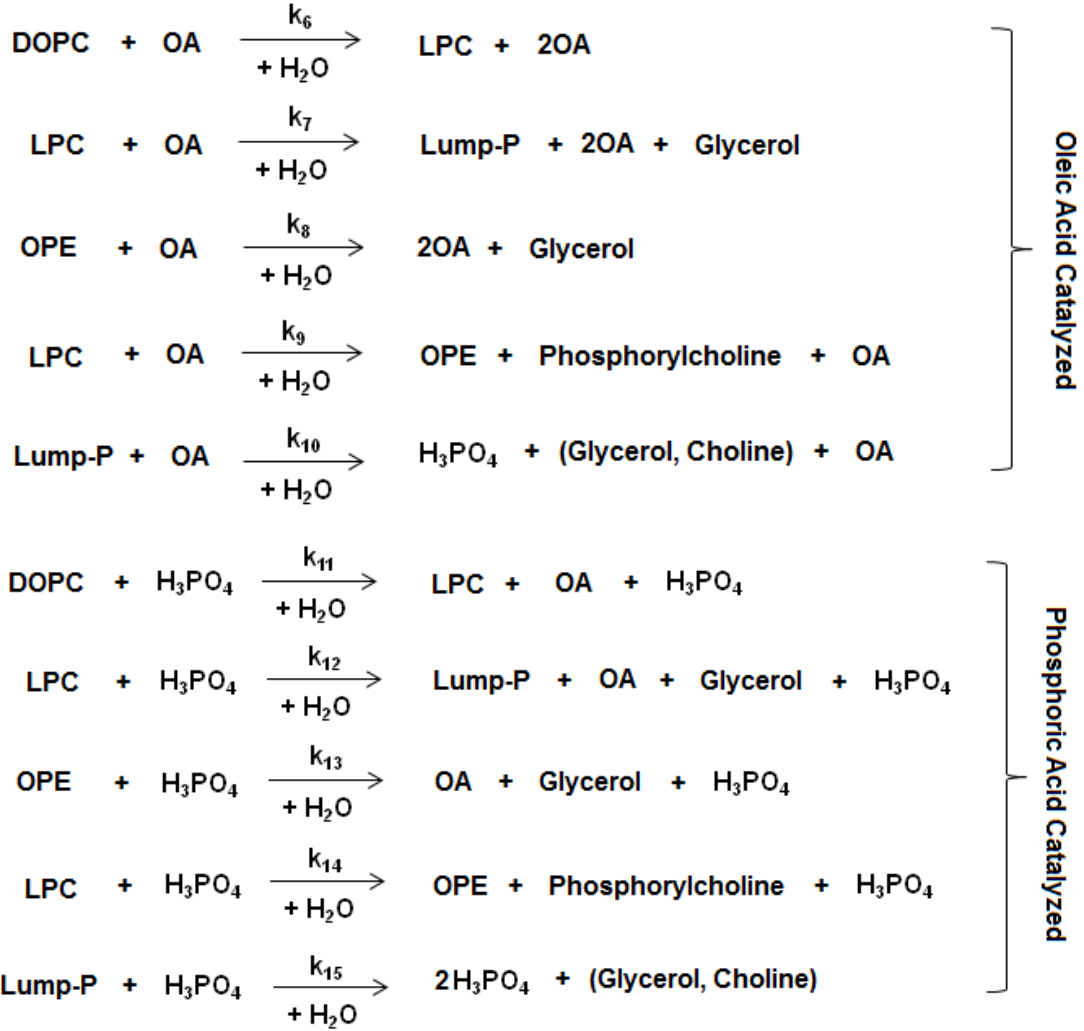 k₆
DOPC + OA ⟶ LPC + 2OA
+ H₂O
k₇
LPC + OA ⟶ Lump-P + 2OA + Glycerol
+ H₂O
k₈
OPE + OA ⟶ 2OA + Glycerol
+ H₂O
k₉
LPC + OA ⟶ OPE + Phosphorylcholine + OA
+ H₂O
k₁₀
Lump-P + OA ⟶ H₃PO₄ + (Glycerol, Choline) + OA
+ H₂O
Oleic Acid Catalyzed
k₁₁
DOPC + H₃PO₄ ⟶ LPC + OA + H₃PO₄
+ H₂O
k₁₂
LPC + H₃PO₄ ⟶ Lump-P + OA + Glycerol + H₃PO₄
+ H₂O
k₁₃
OPE + H₃PO₄ ⟶ OA + Glycerol + H₃PO₄
+ H₂O
k₁₄
LPC + H₃PO₄ ⟶ OPE + Phosphorylcholine + H₃PO₄
+ H₂O
k₁₅
Lump-P + H₃PO₄ ⟶ 2H₃PO₄ + (Glycerol, Choline)
+ H₂O
Phosphoric Acid Catalyzed